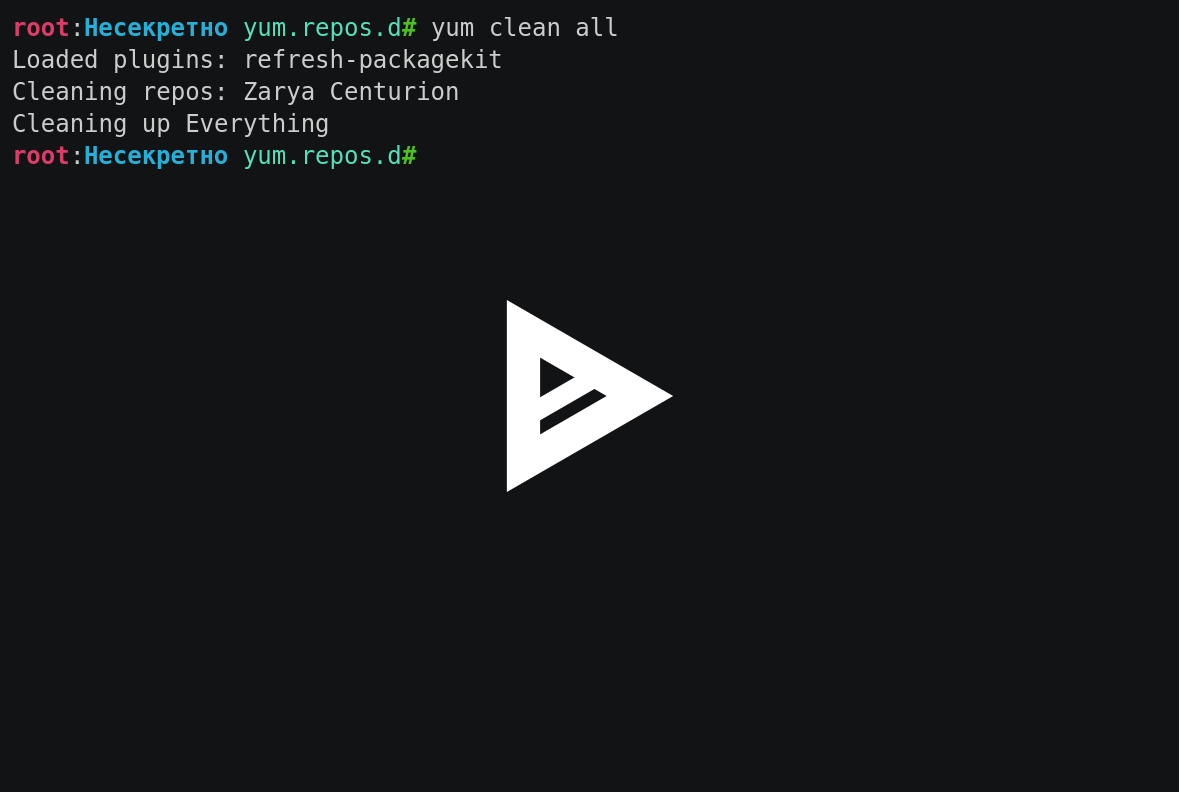 root:Несекретно yum.repos.d# yum clean all
Loaded plugins: refresh-packagekit
Cleaning repos: Zarya Centurion
Cleaning up Everything
root:Несекретно yum.repos.d#